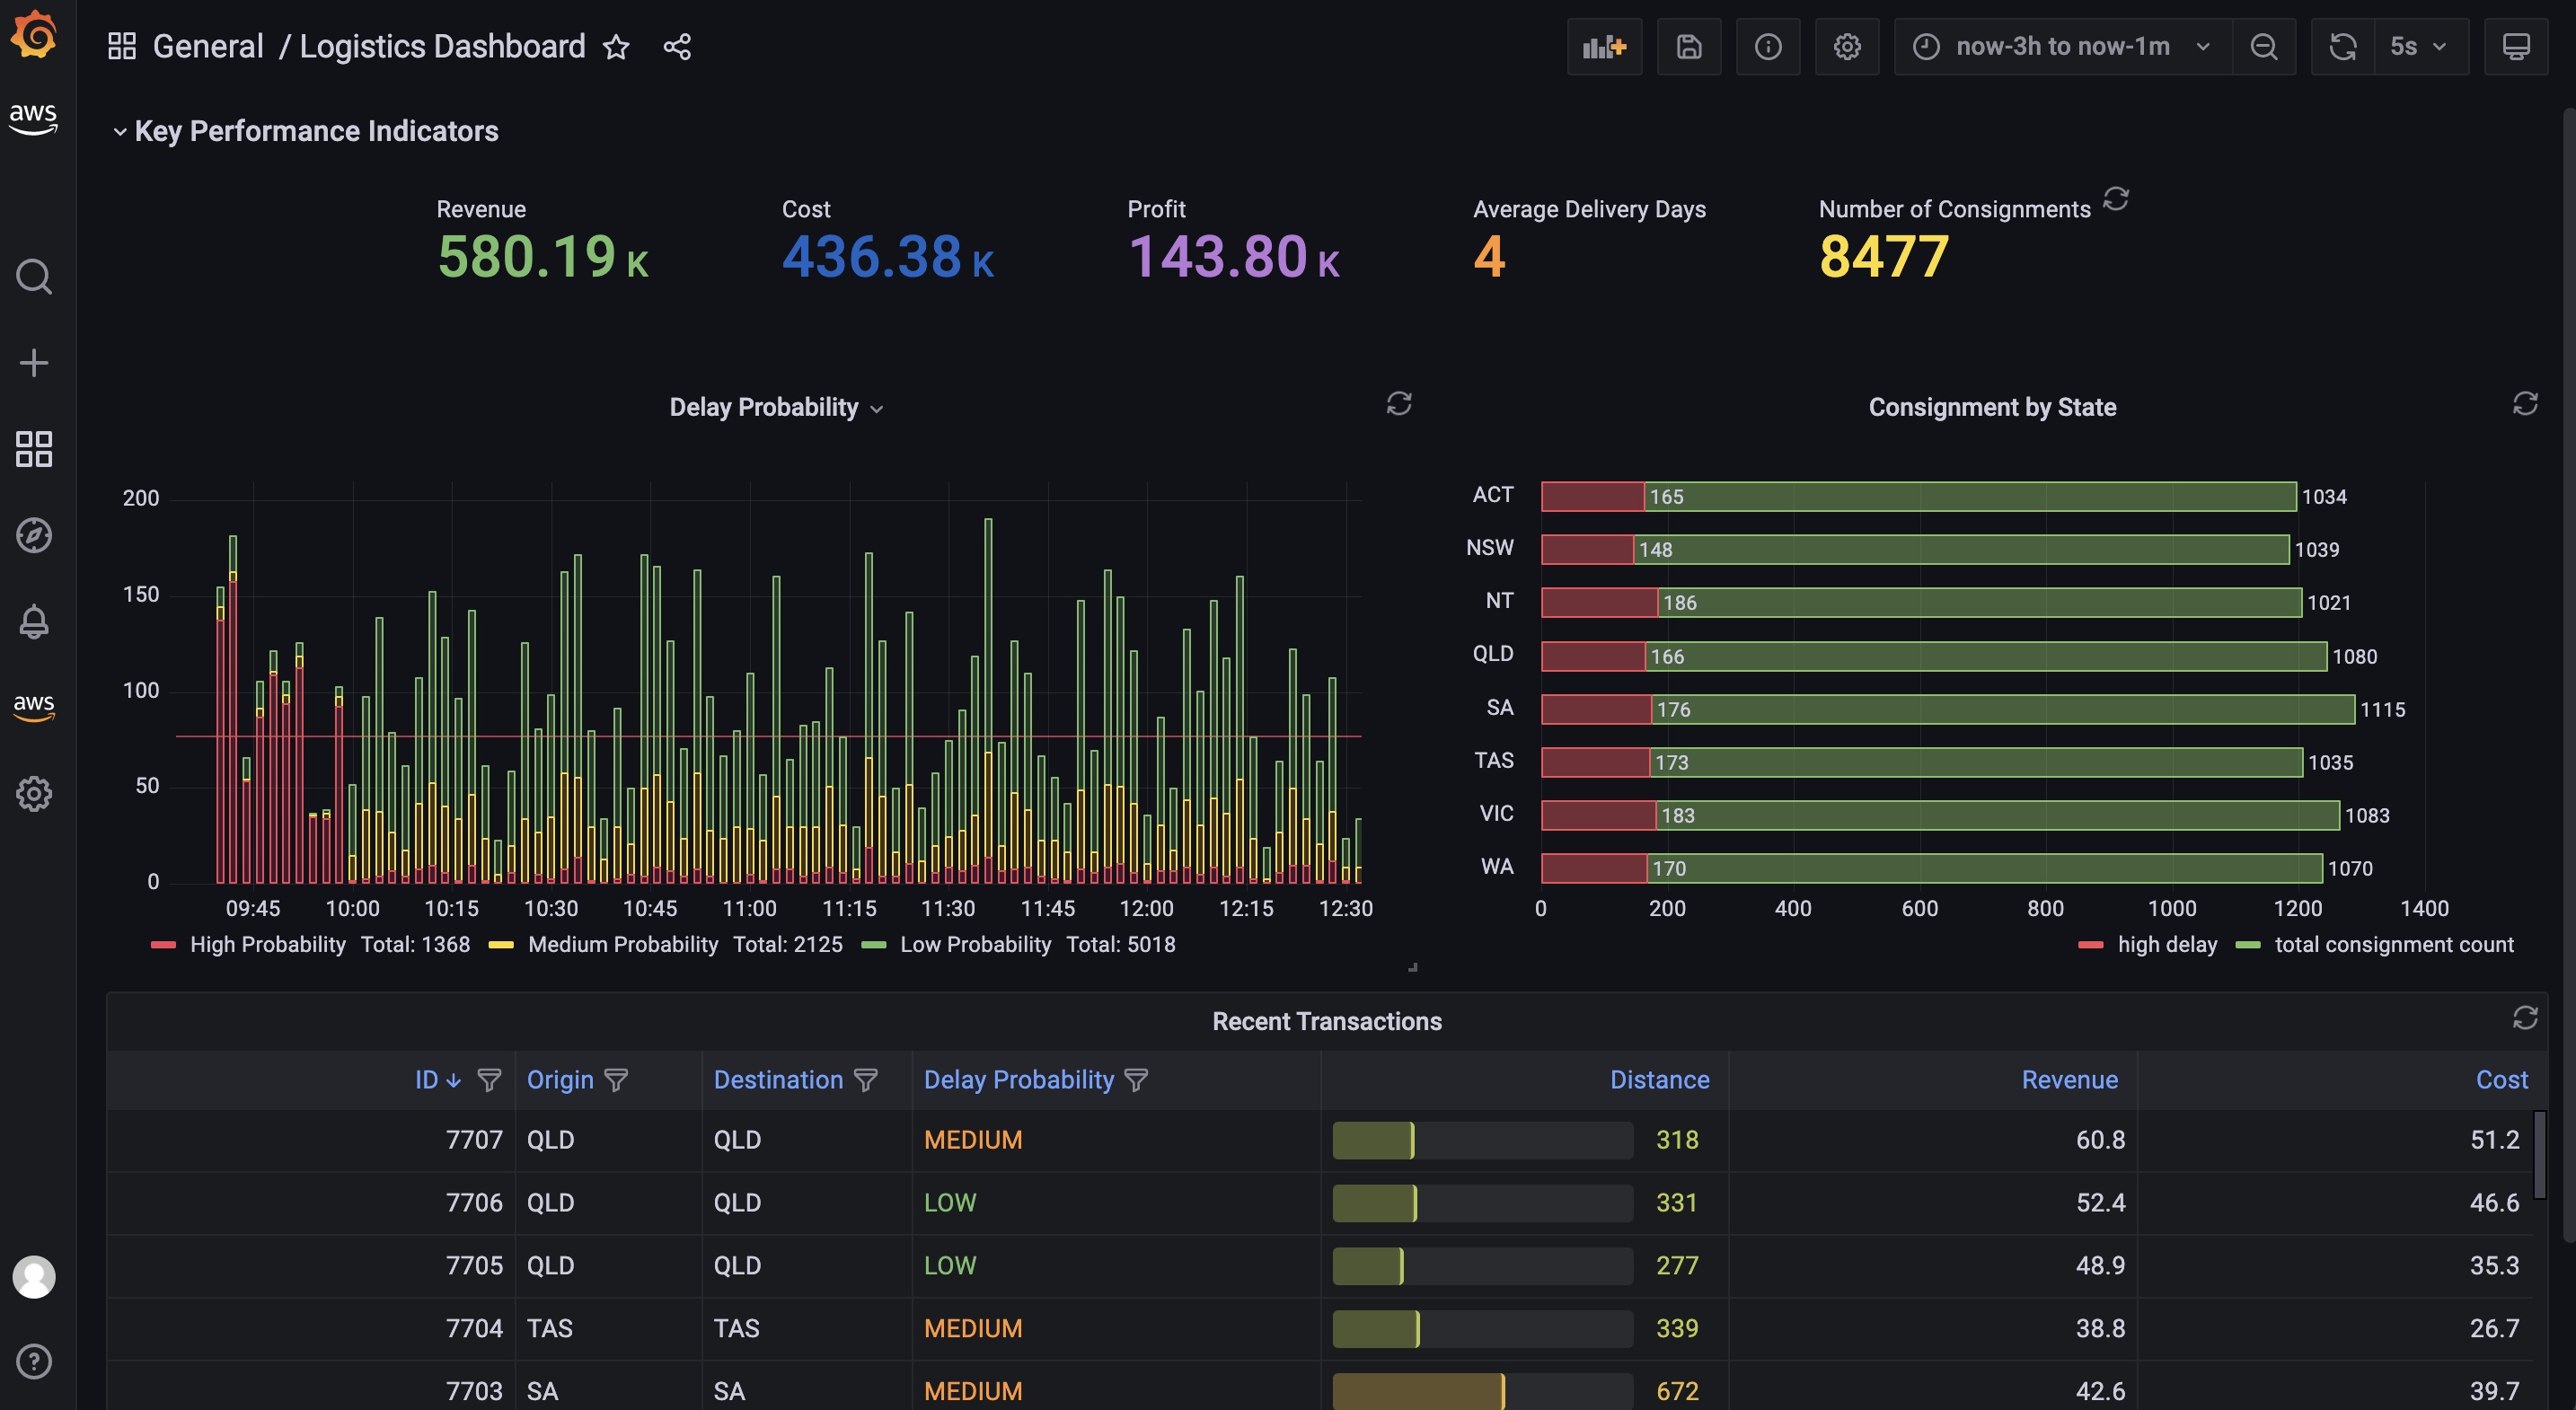 General / Logistics Dashboard
now-3h to now-1m
5s
aws
Key Performance Indicators
Revenue
580.19 K
Cost
436.38 K
Profit
143.80 K
Average Delivery Days
4
Number of Consignments
8477
Delay Probability
200
150
100
50
0
09:45 10:00 10:15 10:30 10:45 11:00 11:15 11:30 11:45 12:00 12:15 12:30
High Probability Total: 1368 Medium Probability Total: 2125 Low Probability Total: 5018
Consignment by State
ACT 165 1034
NSW 148 1039
NT 186 1021
QLD 166 1080
SA 176 1115
TAS 173 1035
VIC 183 1083
WA 170 1070
0 200 400 600 800 1000 1200 1400
high delay total consignment count
aws
Recent Transactions
ID Origin Destination Delay Probability Distance Revenue Cost
7707 QLD QLD MEDIUM 318 60.8 51.2
7706 QLD QLD LOW 331 52.4 46.6
7705 QLD QLD LOW 277 48.9 35.3
7704 TAS TAS MEDIUM 339 38.8 26.7
7703 SA SA MEDIUM 672 42.6 39.7